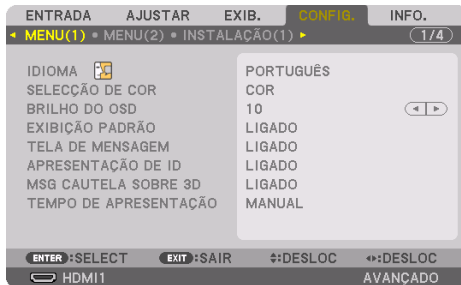 ENTRADA AJUSTAR EXIB. CONFIG. INFO.
MENU(1) • MENU(2) • INSTALAÇÃO(1) 1/4
IDIOMA PORTUGUÊS
SELECÇÃO DE COR COR
BRILHO DO OSD 10
EXIBIÇÃO PADRÃO LIGADO
TELA DE MENSAGEM LIGADO
APRESENTAÇÃO DE ID LIGADO
MSG CAUTELA SOBRE 3D LIGADO
TEMPO DE APRESENTAÇÃO MANUAL
ENTER :SELECT EXIT :SAIR :DESLOC :DESLOC
HDMI1 AVANÇADO